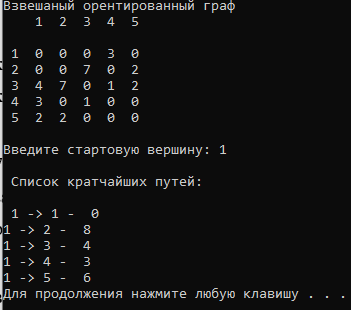 Взвешаный орентированный граф
1 2 3 4 5
1 0 0 0 3 0
2 0 0 7 0 2
3 4 7 0 1 2
4 3 0 1 0 0
5 2 2 0 0 0
Введите стартовую вершину: 1
Список кратчайших путей:
1 -> 1 - 0
1 -> 2 - 8
1 -> 3 - 4
1 -> 4 - 3
1 -> 5 - 6
Для продолжения нажмите любую клавишу . . .